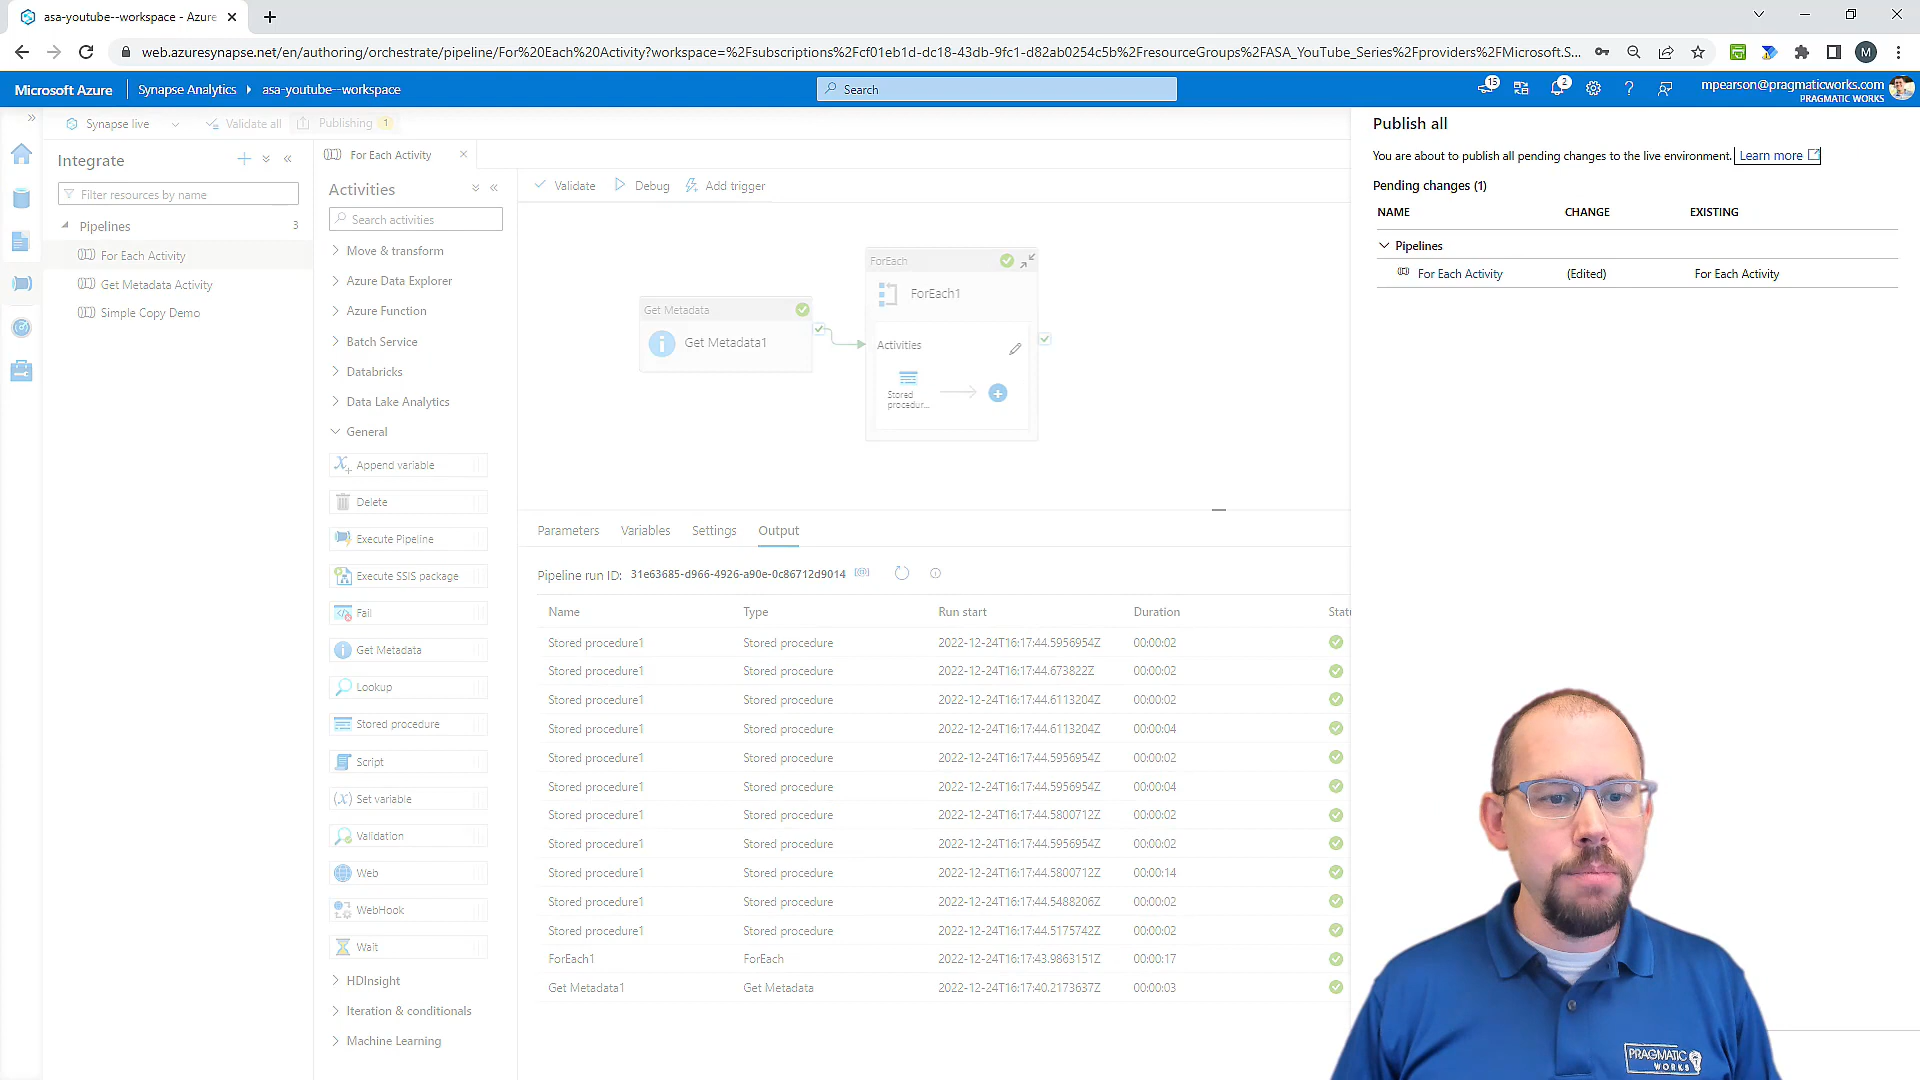 asa-youtube--workspace - Azure
web.azuresynapse.net/en/authoring/orchestrate/pipeline/For%20Each%20Activity?workspace=%2Fsubscriptions%2Fcf01eb1d-dc18-43db-9fc1-d82ab0254c5b%2FresourceGroups%2FASA_YouTube_Series%2Fproviders%2FMicrosoft.S...
M
Microsoft Azure
Synapse Analytics
asa-youtube--workspace
Search
15
2
mpearson@pragmaticworks.com
PRAGMATIC WORKS
Synapse live
Validate all
Publishing 1
Integrate
Filter resources by name
Pipelines 3
For Each Activity
Get Metadata Activity
Simple Copy Demo
For Each Activity
Activities
Search activities
Move & transform
Azure Data Explorer
Azure Function
Batch Service
Databricks
Data Lake Analytics
General
Append variable
Delete
Execute Pipeline
Execute SSIS package
Fail
Get Metadata
Lookup
Stored procedure
Script
Set variable
Validation
Web
WebHook
Wait
HDInsight
Iteration & conditionals
Machine Learning
Validate
Debug
Add trigger
Get Metadata
Get Metadata1
ForEach
ForEach1
Activities
Stored
procedur...
Parameters
Variables
Settings
Output
Pipeline run ID: 31e63685-d966-4926-a90e-0c86712d9014
Name Type Run start Duration Statu
Stored procedure1 Stored procedure 2022-12-24T16:17:44.5956954Z 00:00:02
Stored procedure1 Stored procedure 2022-12-24T16:17:44.673822Z 00:00:02
Stored procedure1 Stored procedure 2022-12-24T16:17:44.6113204Z 00:00:02
Stored procedure1 Stored procedure 2022-12-24T16:17:44.6113204Z 00:00:04
Stored procedure1 Stored procedure 2022-12-24T16:17:44.5956954Z 00:00:02
Stored procedure1 Stored procedure 2022-12-24T16:17:44.5956954Z 00:00:04
Stored procedure1 Stored procedure 2022-12-24T16:17:44.5800712Z 00:00:02
Stored procedure1 Stored procedure 2022-12-24T16:17:44.5956954Z 00:00:02
Stored procedure1 Stored procedure 2022-12-24T16:17:44.5800712Z 00:00:14
Stored procedure1 Stored procedure 2022-12-24T16:17:44.5488206Z 00:00:02
Stored procedure1 Stored procedure 2022-12-24T16:17:44.5175742Z 00:00:02
ForEach1 ForEach 2022-12-24T16:17:43.9863151Z 00:00:17
Get Metadata1 Get Metadata 2022-12-24T16:17:40.2173637Z 00:00:03
Publish all
You are about to publish all pending changes to the live environment. Learn more
Pending changes (1)
NAME CHANGE EXISTING
Pipelines
For Each Activity (Edited) For Each Activity
PRAGMATIC
WORKS